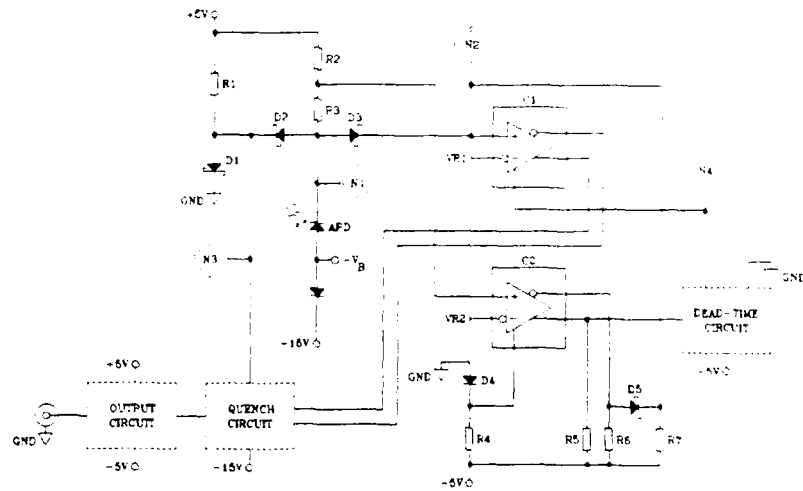 +5V
R2
N2
R1
R3
C1
D2
D3
VR1
D1
N4
GND
N1
APD
N3
-V
B
C2
GND
VR2
DEAD-TIME
CIRCUIT
-15V
GND
+5V
D4
-5V
D5
OUTPUT
CIRCUIT
QUENCH
CIRCUIT
GND
R4
R5
R6
R7
-5V
-15V
-5V